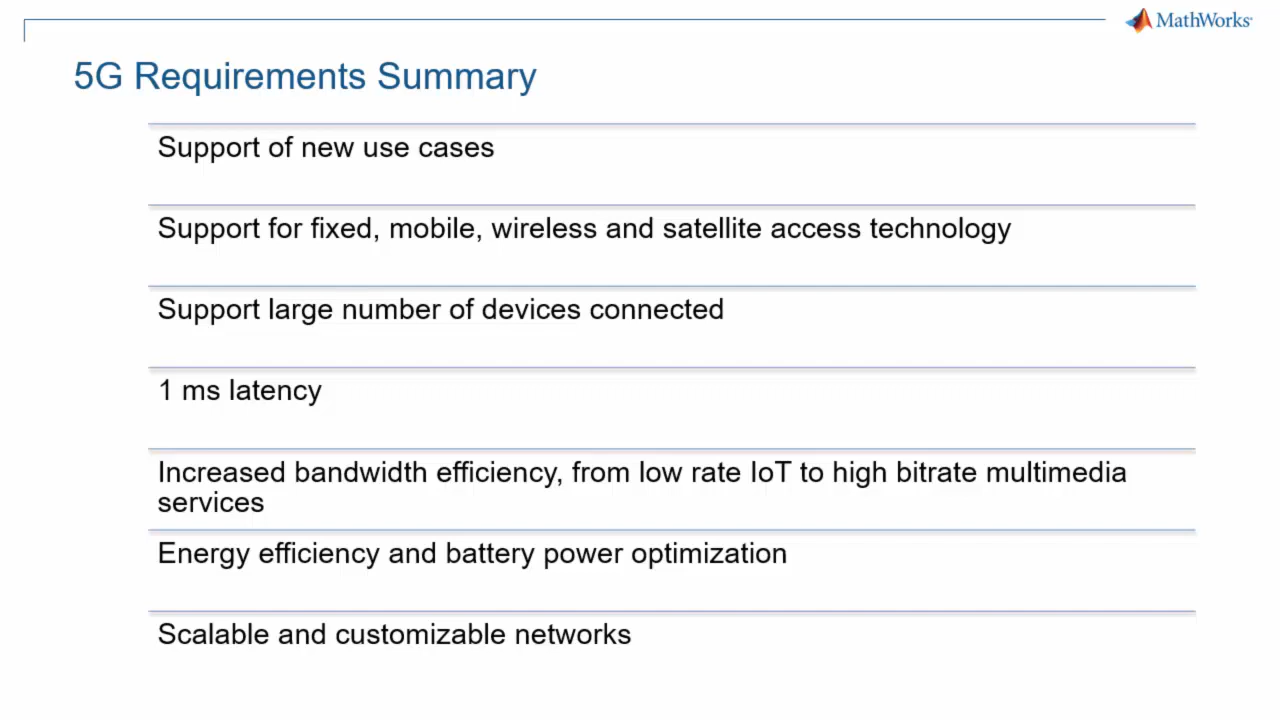 MathWorks
5G Requirements Summary
Support of new use cases
Support for fixed, mobile, wireless and satellite access technology
Support large number of devices connected
1 ms latency
Increased bandwidth efficiency, from low rate IoT to high bitrate multimedia
services
Energy efficiency and battery power optimization
Scalable and customizable networks